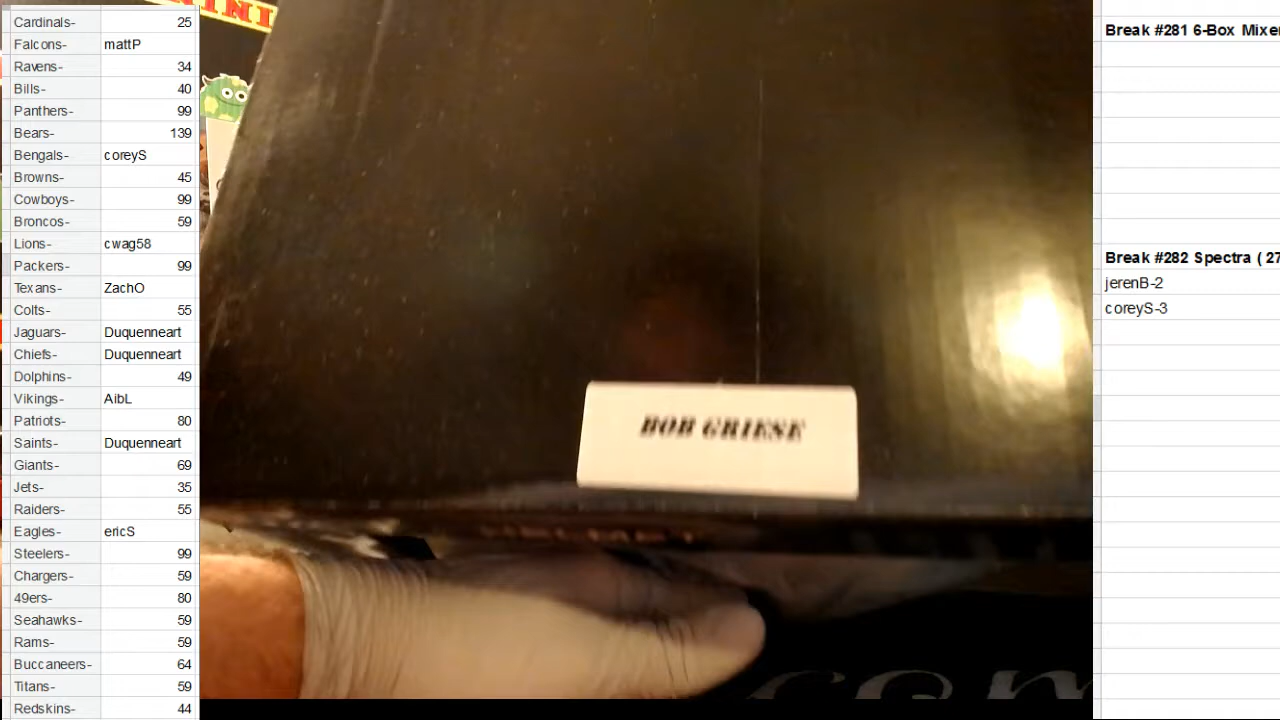 Cardinals- 25
Falcons- mattP
Ravens- 34
Bills- 40
Panthers- 99
Bears- 139
Bengals- coreyS
Browns- 45
Cowboys- 99
Broncos- 59
Lions- cwag58
Packers- 99
Texans- ZachO
Colts- 55
Jaguars- Duquenneart
Chiefs- Duquenneart
Dolphins- 49
Vikings- AibL
Patriots- 80
Saints- Duquenneart
Giants- 69
Jets- 35
Raiders- 55
Eagles- ericS
Steelers- 99
Chargers- 59
49ers- 80
Seahawks- 59
Rams- 59
Buccaneers- 64
Titans- 59
Redskins- 44
INI
BOB GRIESE
com
Break #281 6-Box Mixe
Break #282 Spectra ( 27
jerenB-2
coreyS-3